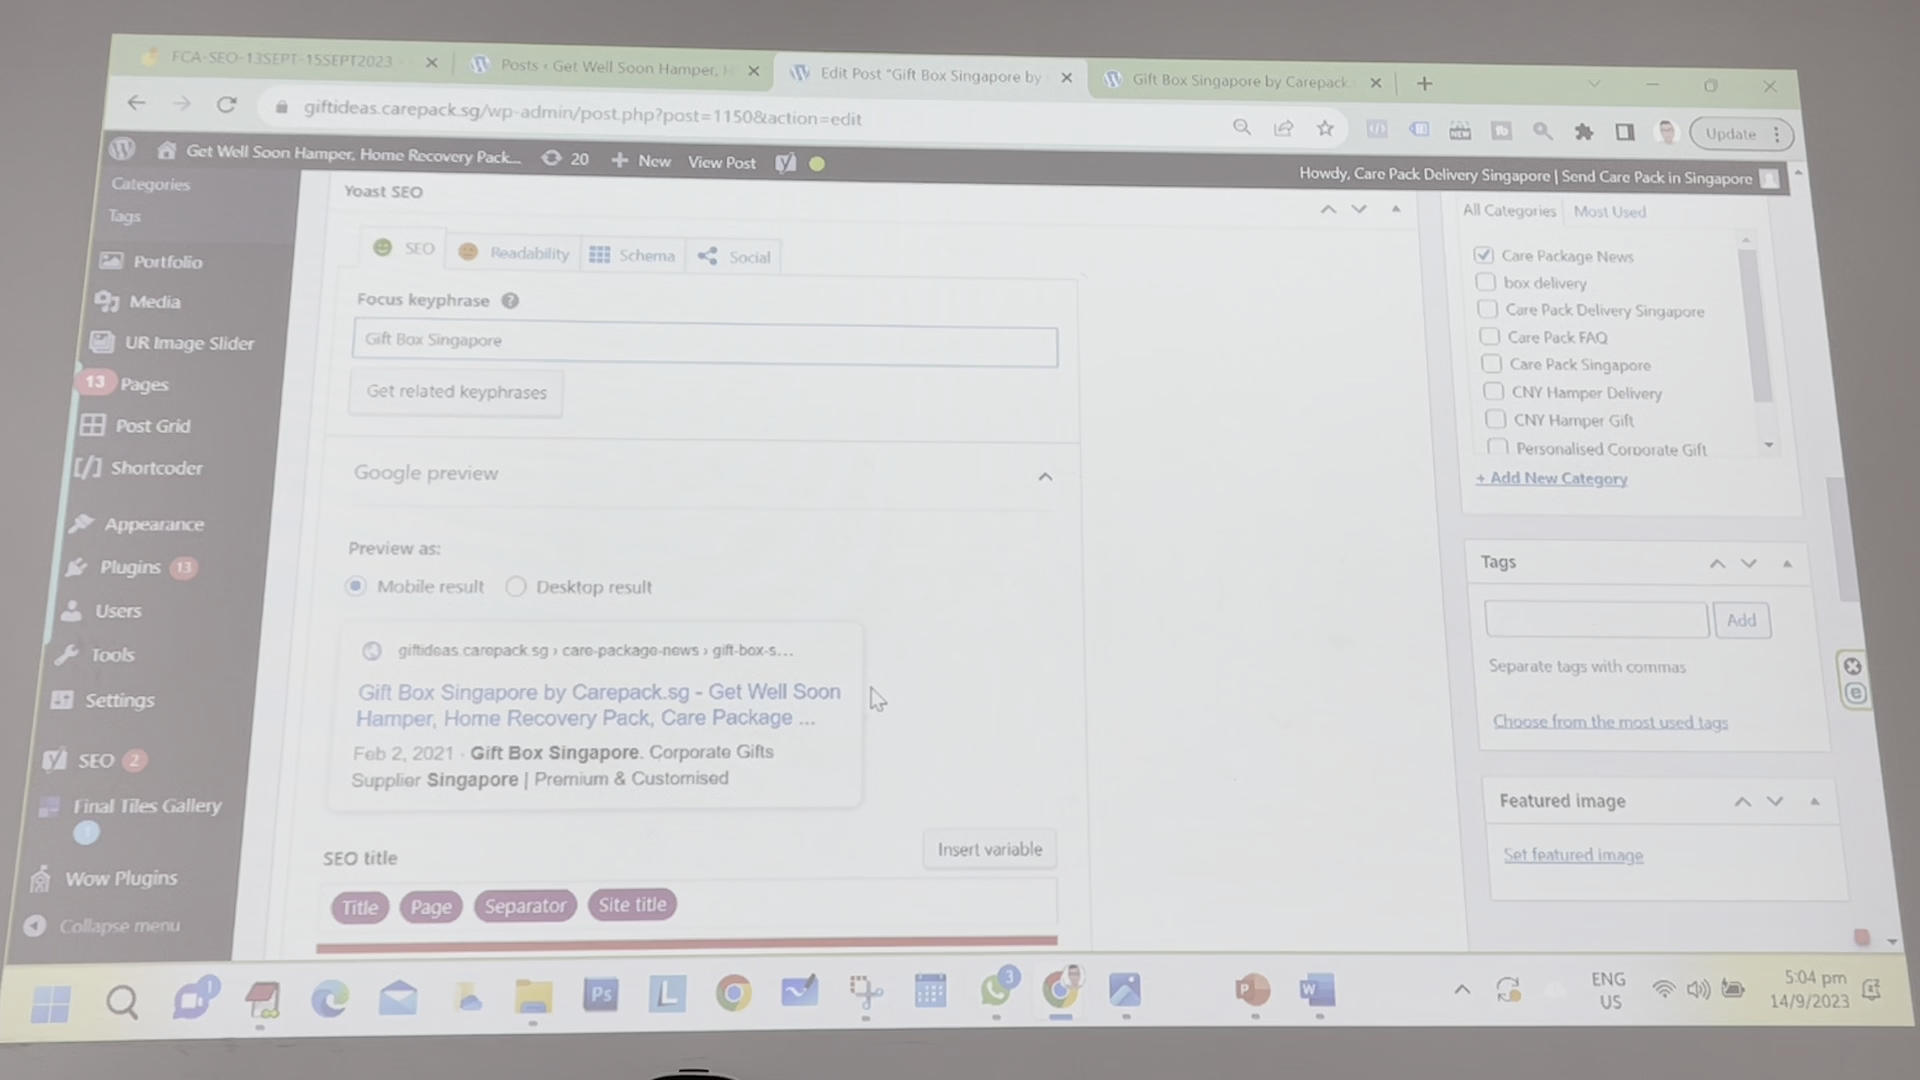 FCA-SEO-13SEPT-15SEPT2023
Posts ‹ Get Well Soon Hamper, H
Edit Post "Gift Box Singapore by
Gift Box Singapore by Carepack.
giftideas.carepack.sg/wp-admin/post.php?post=1150&action=edit
Update
Get Well Soon Hamper, Home Recovery Pack... 20 + New View Post
Howdy, Care Pack Delivery Singapore | Send Care Pack in Singapore
Categories
Tags
Portfolio
Media
UR Image Slider
13 Pages
Post Grid
Shortcoder
Appearance
Plugins 13
Users
Tools
Settings
SEO 2
Final Tiles Gallery
Wow Plugins
Collapse menu
Yoast SEO
SEO Readability Schema Social
Focus keyphrase ?
Gift Box Singapore
Get related keyphrases
Google preview
Preview as:
Mobile result Desktop result
giftideas.carepack.sg › care-package-news › gift-box-s...
Gift Box Singapore by Carepack.sg - Get Well Soon
Hamper, Home Recovery Pack, Care Package ...
Feb 2, 2021 · Gift Box Singapore. Corporate Gifts
Supplier Singapore | Premium & Customised
SEO title
Insert variable
Title Page Separator Site title
All Categories Most Used
Care Package News
box delivery
Care Pack Delivery Singapore
Care Pack FAQ
Care Pack Singapore
CNY Hamper Delivery
CNY Hamper Gift
Personalised Corporate Gift
+ Add New Category
Tags
Add
Separate tags with commas
Choose from the most used tags
Featured image
Set featured image
Ps
L
3
P
W
ENG
US
5:04 pm
14/9/2023